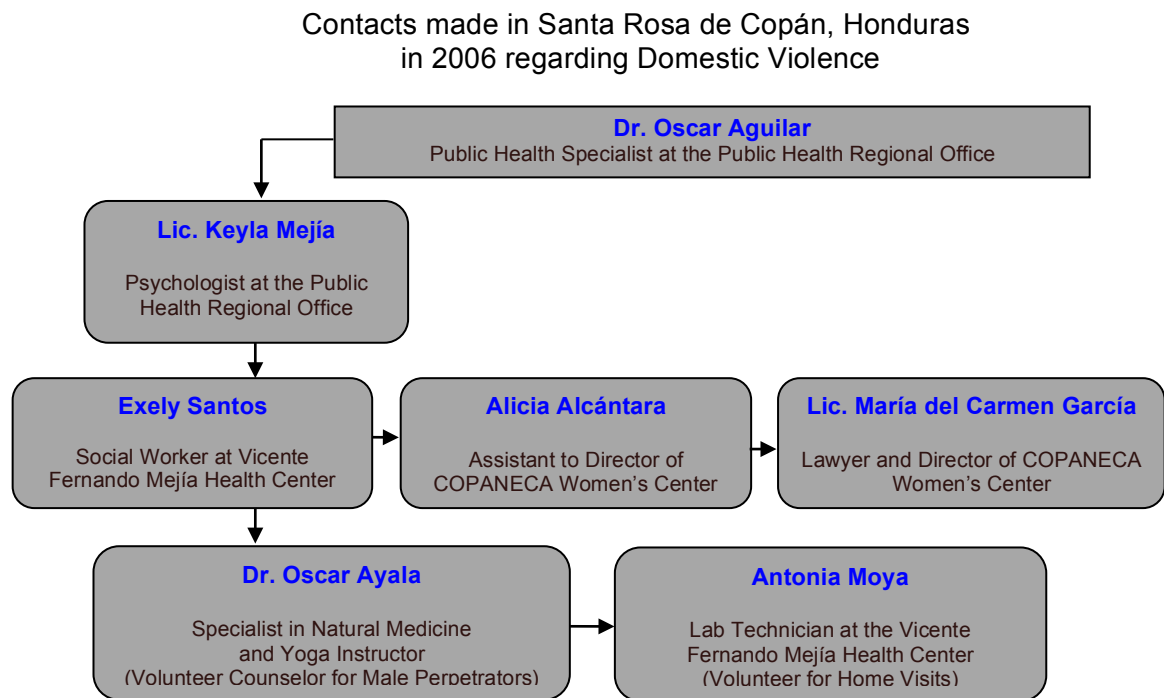 Contacts made in Santa Rosa de Copán, Honduras
in 2006 regarding Domestic Violence
Dr. Oscar Aguilar
Public Health Specialist at the Public Health Regional Office
Lic. Keyla Mejía
Psychologist at the Public
Health Regional Office
Exely Santos
Social Worker at Vicente
Fernando Mejía Health Center
Alicia Alcántara
Assistant to Director of
COPANECA Women's Center
Lic. María del Carmen García
Lawyer and Director of COPANECA
Women's Center
Dr. Oscar Ayala
Specialist in Natural Medicine
and Yoga Instructor
(Volunteer Counselor for Male Perpetrators)
Antonia Moya
Lab Technician at the Vicente
Fernando Mejía Health Center
(Volunteer for Home Visits)